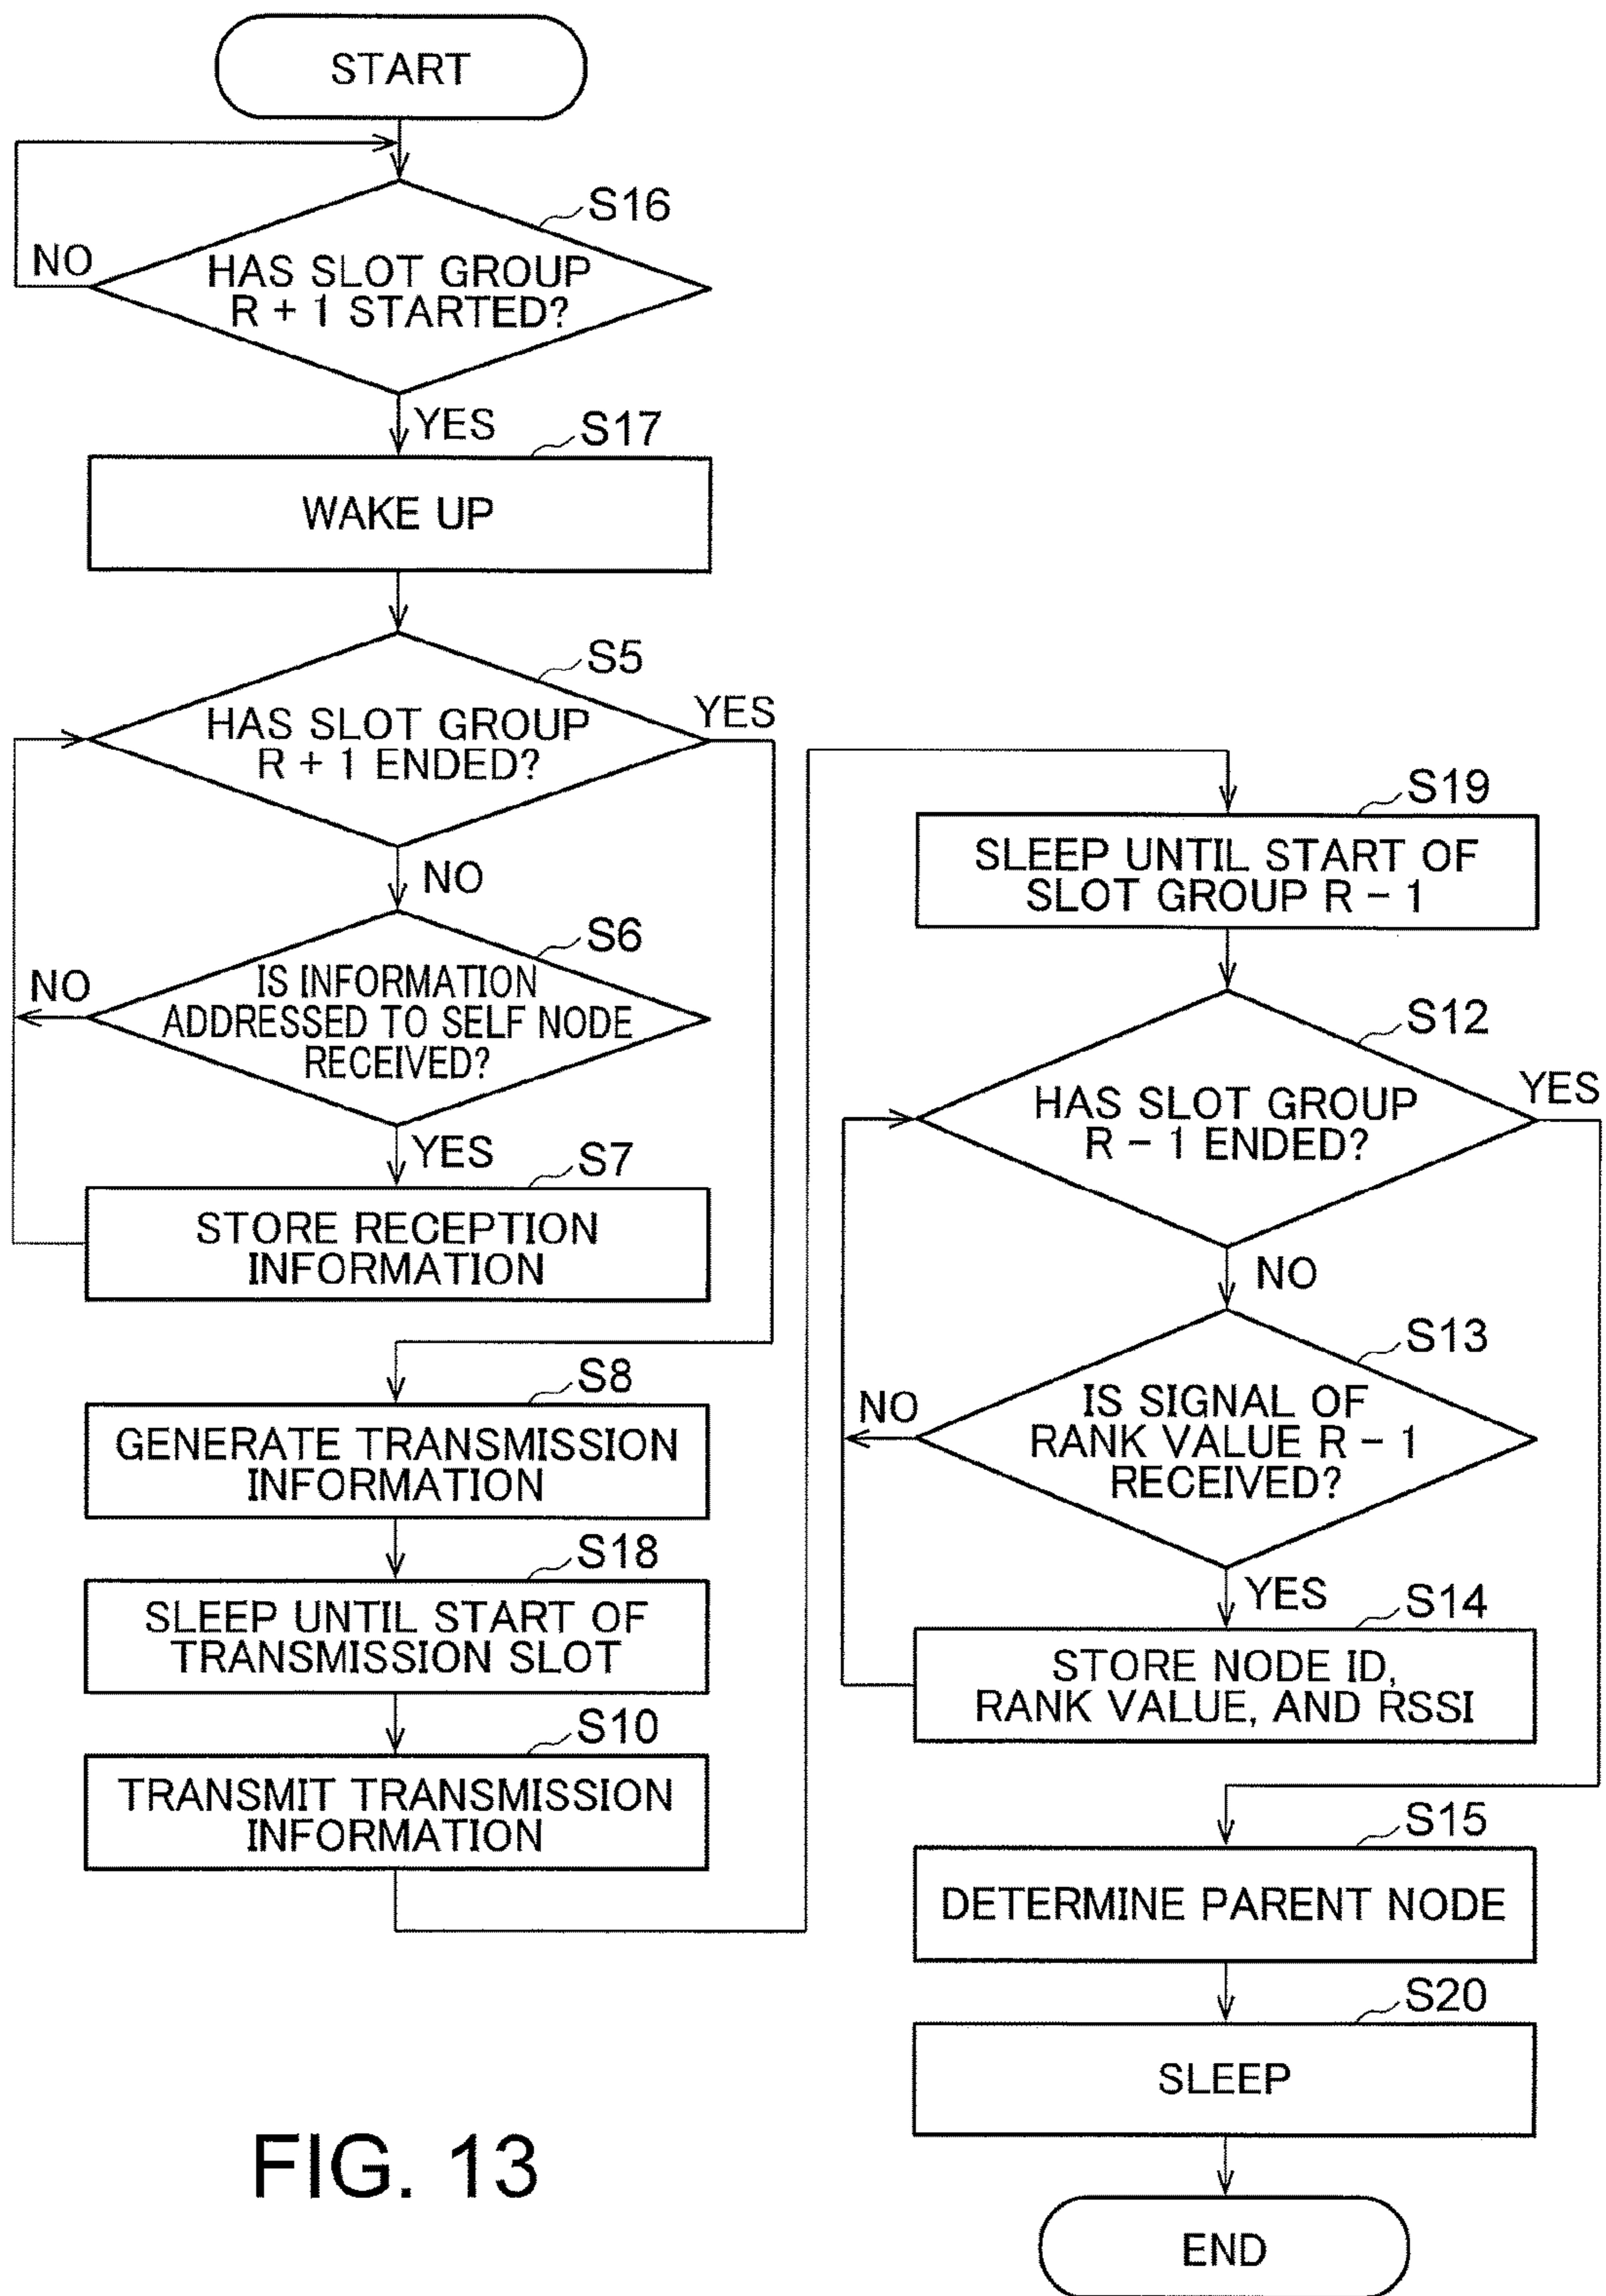 START
S16
NO
HAS SLOT GROUP
R + 1 STARTED?
YES
S17
WAKE UP
S5
YES
HAS SLOT GROUP
R + 1 ENDED?
NO
S6
NO
IS INFORMATION
ADDRESSED TO SELF NODE
RECEIVED?
YES
S7
STORE RECEPTION
INFORMATION
S8
GENERATE TRANSMISSION
INFORMATION
S18
SLEEP UNTIL START OF
TRANSMISSION SLOT
S10
TRANSMIT TRANSMISSION
INFORMATION
S19
SLEEP UNTIL START OF
SLOT GROUP R − 1
S12
YES
HAS SLOT GROUP
R − 1 ENDED?
NO
S13
NO
IS SIGNAL OF
RANK VALUE R − 1
RECEIVED?
YES
S14
STORE NODE ID,
RANK VALUE, AND RSSI
S15
DETERMINE PARENT NODE
S20
SLEEP
END
FIG. 13